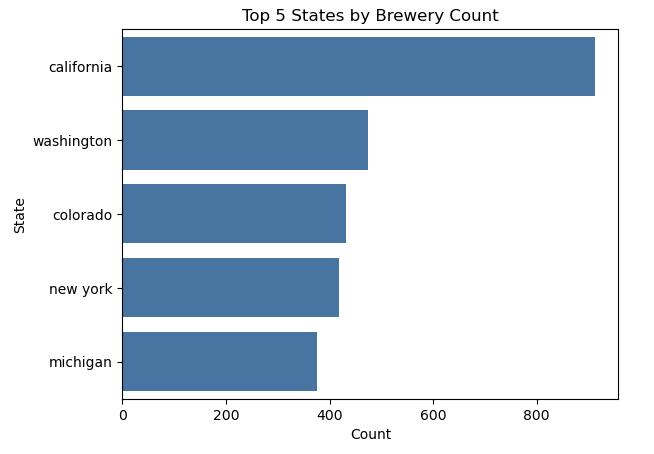 Top 5 States by Brewery Count
california
washington
colorado
new york
michigan
State
0 200 400 600 800
Count